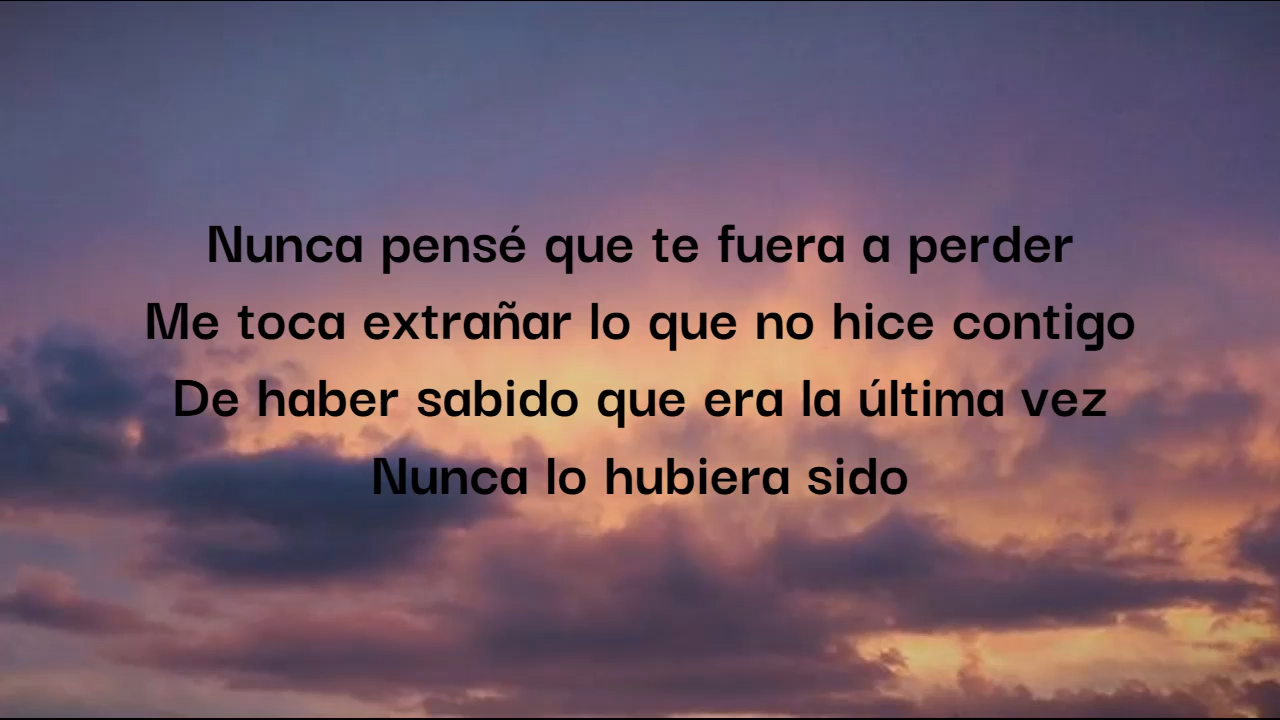 Nunca pensé que te fuera a perder
Me toca extrañar lo que no hice contigo
De haber sabido que era la última vez
Nunca lo hubiera sido